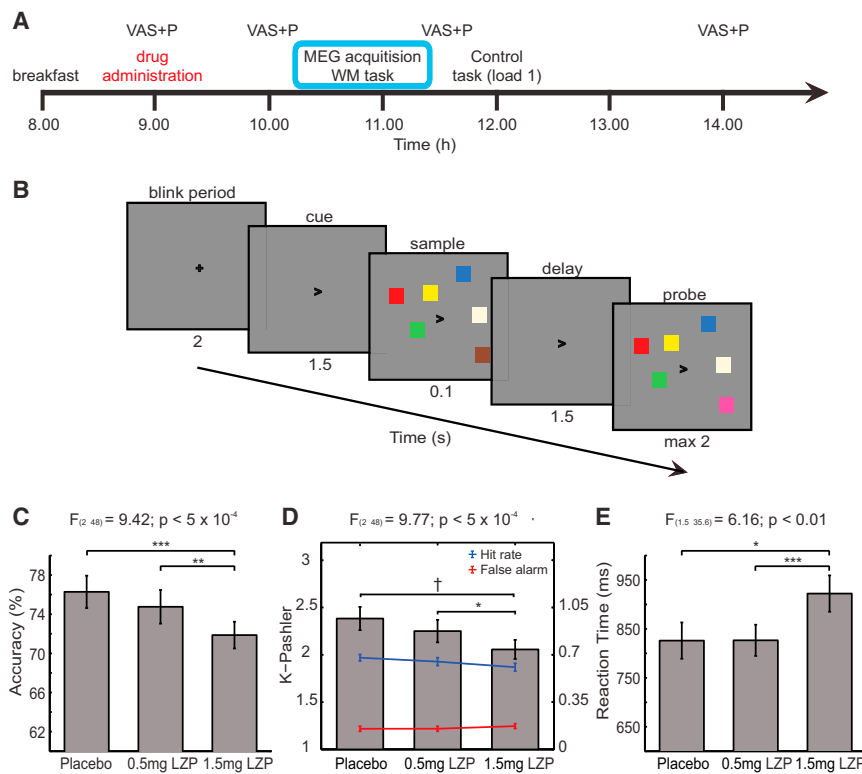 A
VAS+P VAS+P VAS+P VAS+P
breakfast
drug
administration
MEG acquitision
WM task
Control
task (load 1)
8.00 9.00 10.00 11.00 12.00 13.00 14.00
Time (h)
B
blink period
cue
sample
delay
probe
+
>
>
>
>
2
1.5
0.1
1.5
max 2
Time (s)
C
F(2 48) = 9.42; p < 5 x 10-4
***
**
Accuracy (%)
78
74
70
66
62
Placebo 0.5mg LZP 1.5mg LZP
D
F(2 48) = 9.77; p < 5 x 10-4
Hit rate
False alarm
†
*
K-Pashler
3
2.5
2
1.5
1
1.05
0.7
0.35
0
Placebo 0.5mg LZP 1.5mg LZP
E
F(1.5 35.6) = 6.16; p < 0.01
*
***
Reaction Time (ms)
950
850
750
650
Placebo 0.5mg LZP 1.5mg LZP